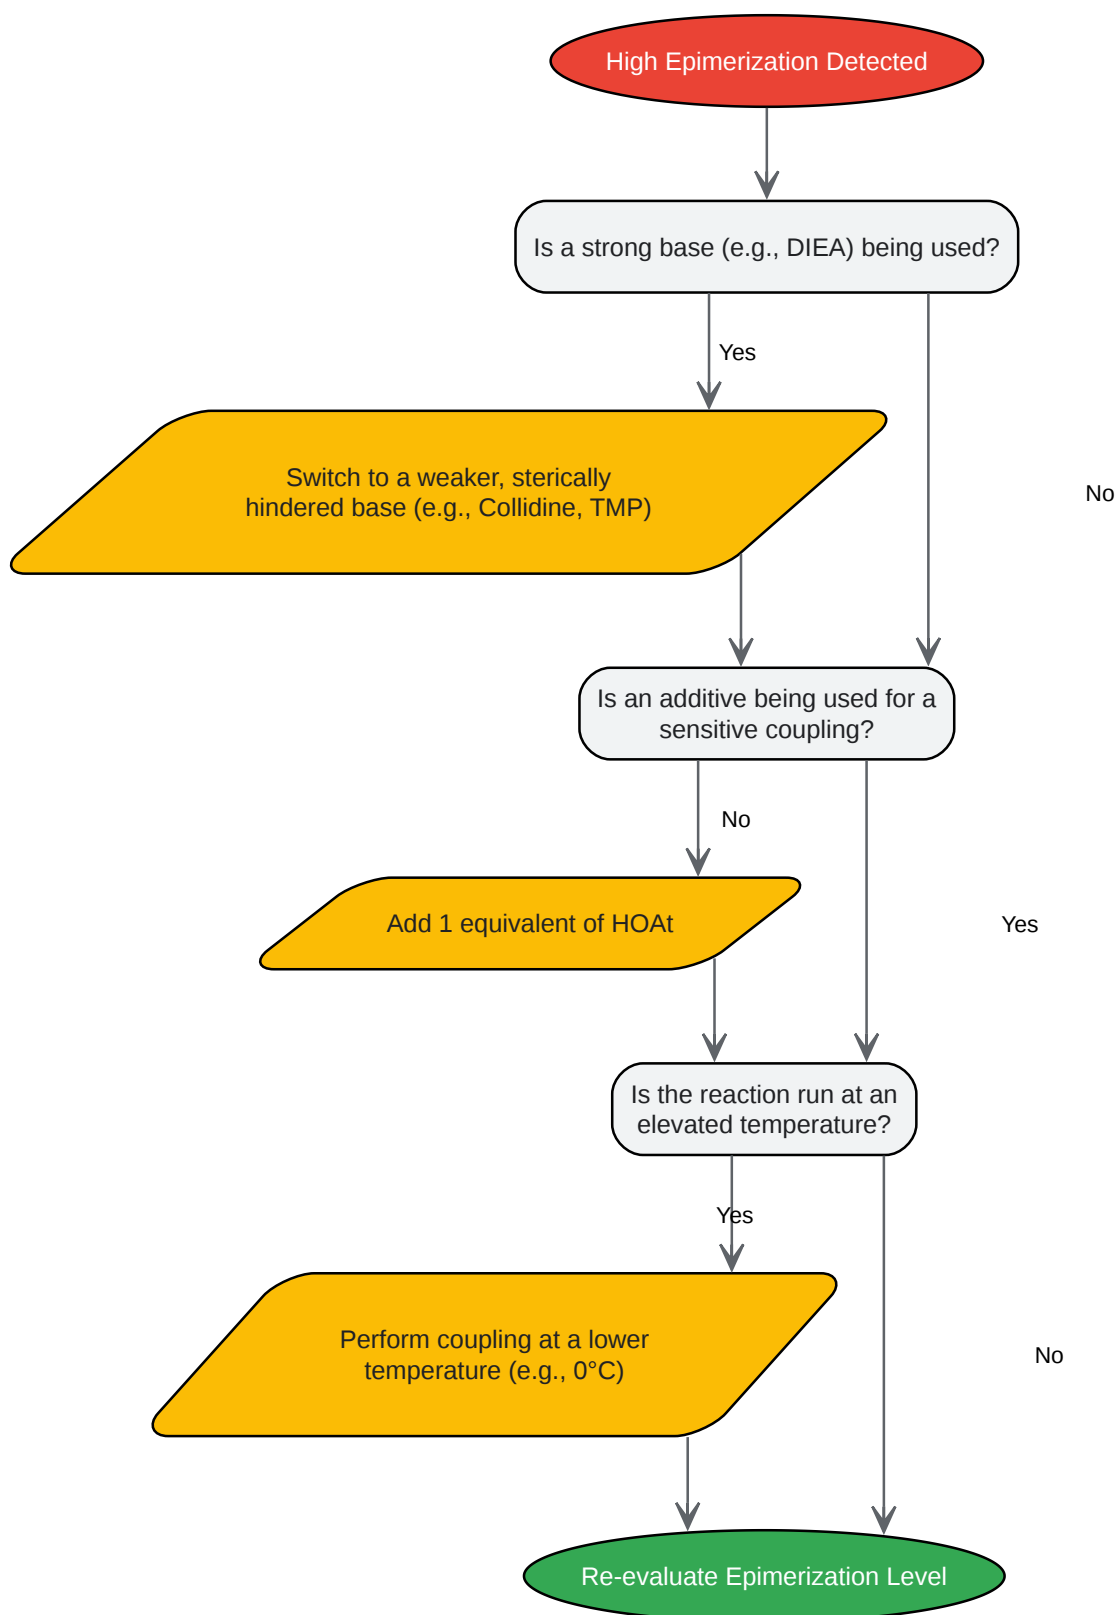 High Epimerization Detected
Is a strong base (e.g., DIEA) being used?
Yes
Switch to a weaker, sterically
hindered base (e.g., Collidine, TMP)
No
Is an additive being used for a
sensitive coupling?
No
Add 1 equivalent of HOAt
Yes
Is the reaction run at an
elevated temperature?
Yes
Perform coupling at a lower
temperature (e.g., 0°C)
No
Re-evaluate Epimerization Level